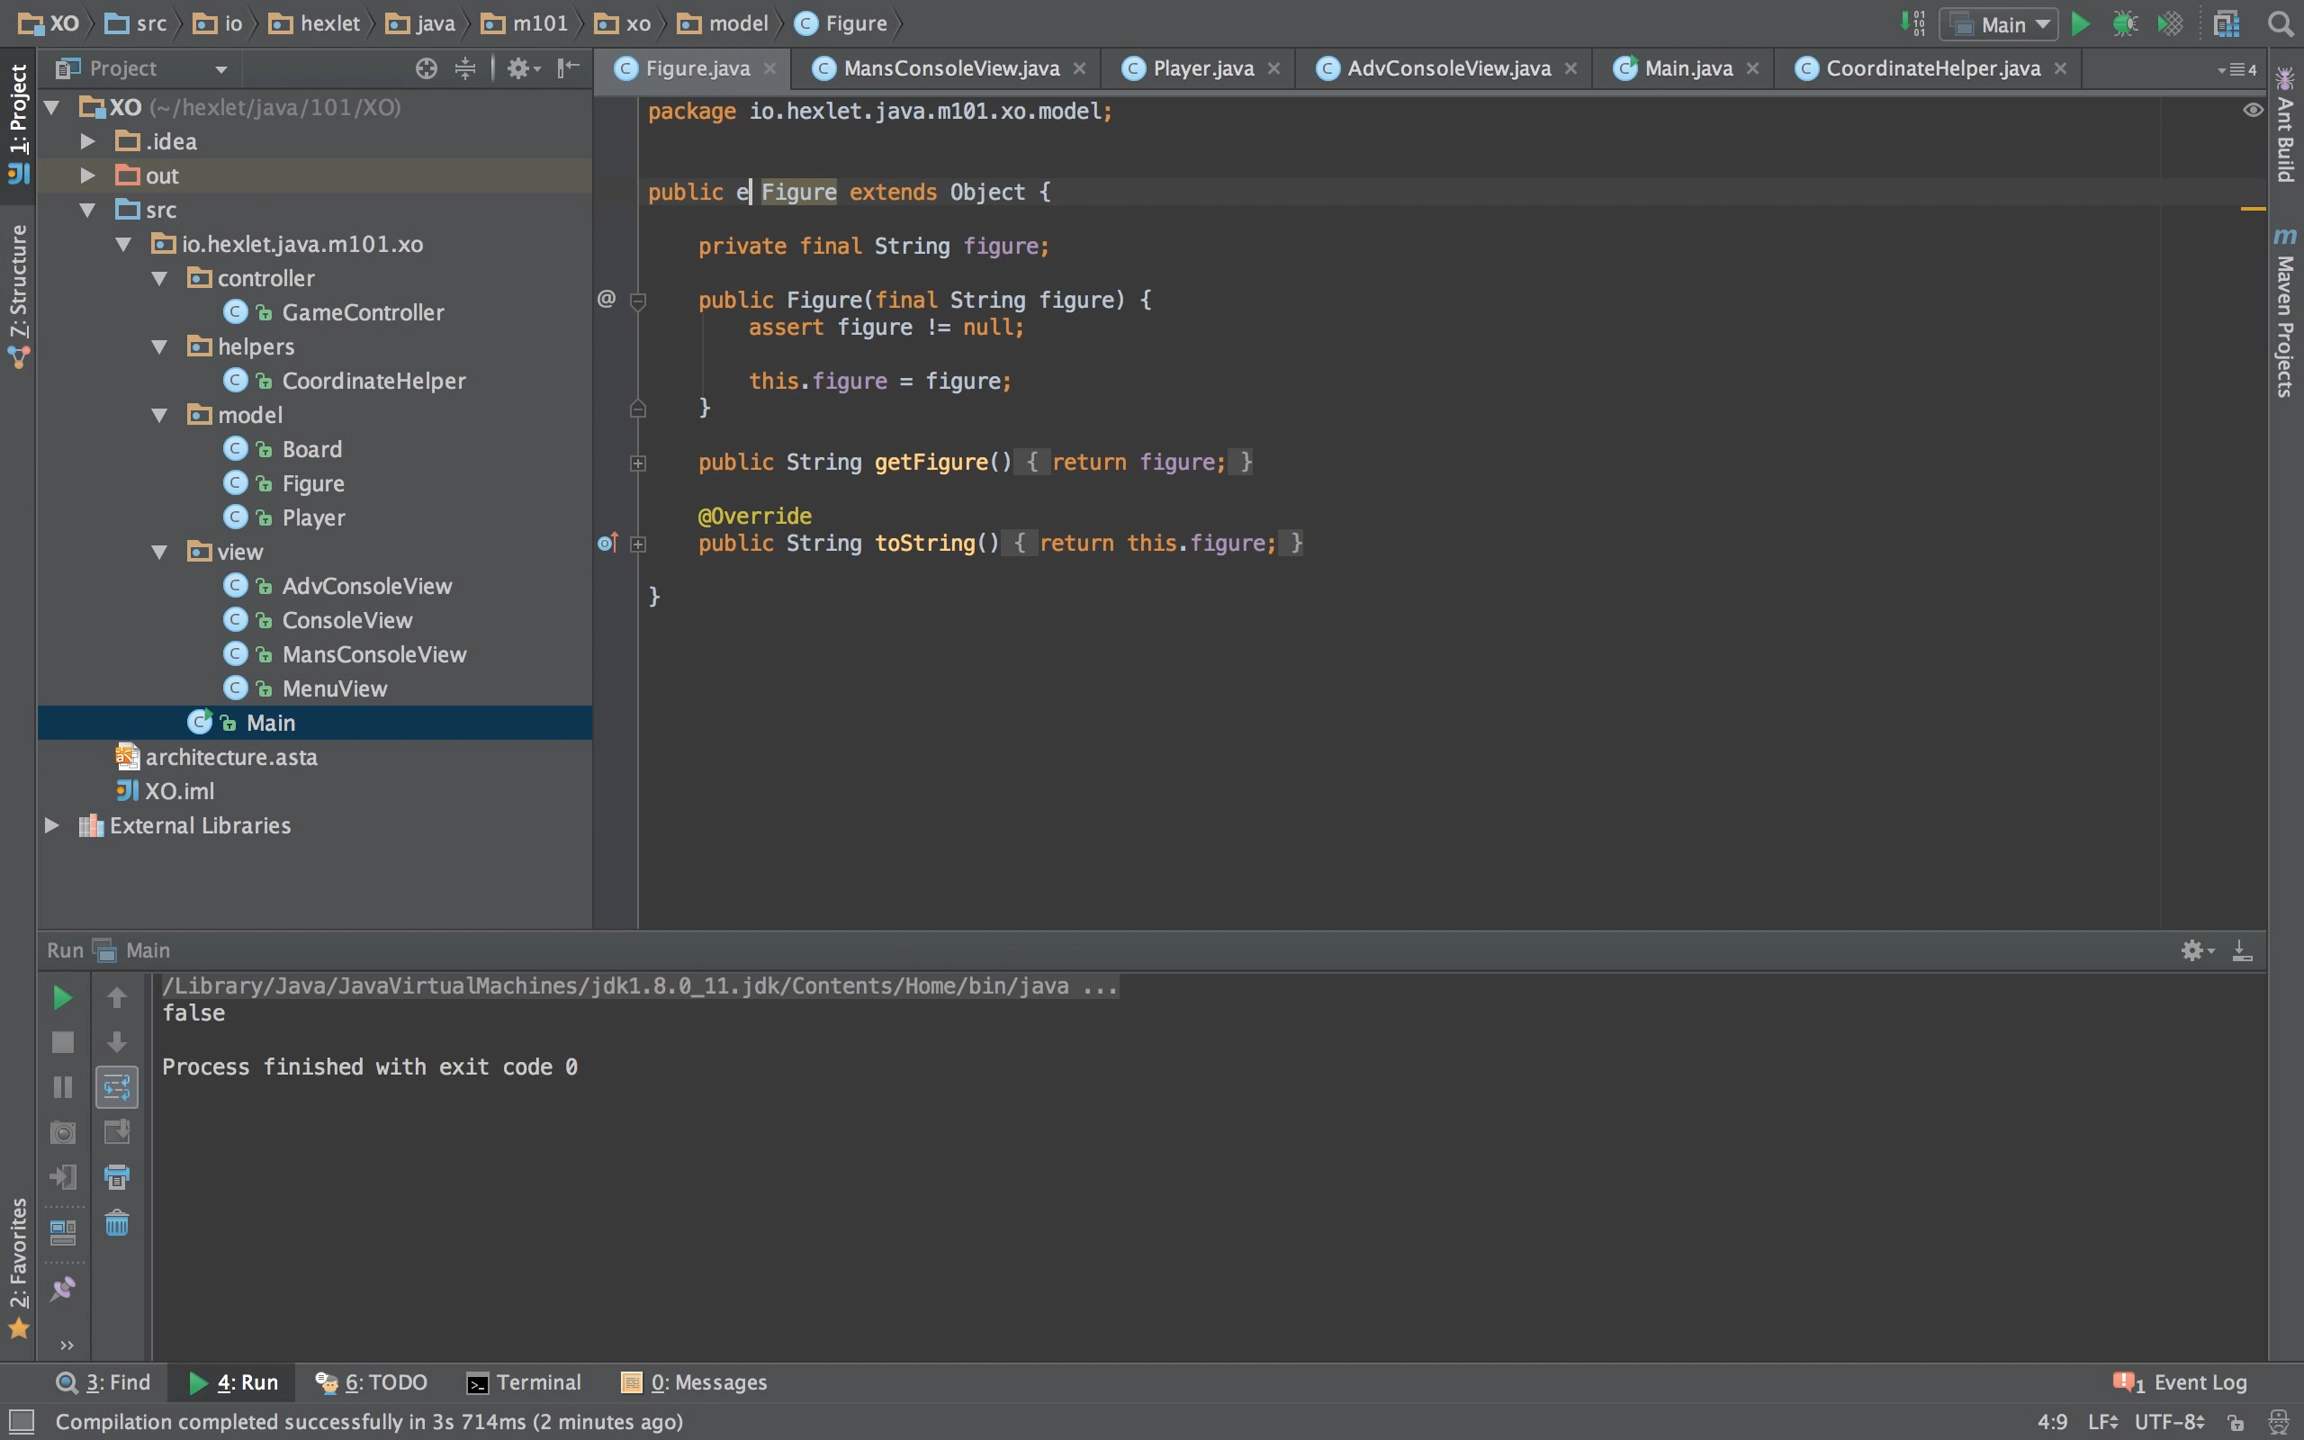 XO src io hexlet java m101 xo model Figure
Main
Project
Figure.java MansConsoleView.java Player.java AdvConsoleView.java Main.java CoordinateHelper.java
4
1: Project
Z: Structure
2: Favorites
Ant Build
m Maven Projects
XO (~/hexlet/java/101/XO)
.idea
out
src
io.hexlet.java.m101.xo
controller
GameController
helpers
CoordinateHelper
model
Board
Figure
Player
view
AdvConsoleView
ConsoleView
MansConsoleView
MenuView
Main
architecture.asta
XO.iml
External Libraries
package io.hexlet.java.m101.xo.model;
public e Figure extends Object {
private final String figure;
public Figure(final String figure) {
assert figure != null;
this.figure = figure;
}
public String getFigure() { return figure; }
@Override
public String toString() { return this.figure; }
}
Run Main
/Library/Java/JavaVirtualMachines/jdk1.8.0_11.jdk/Contents/Home/bin/java ...
false
Process finished with exit code 0
3: Find 4: Run 6: TODO Terminal 0: Messages
1 Event Log
Compilation completed successfully in 3s 714ms (2 minutes ago)
4:9 LF UTF-8